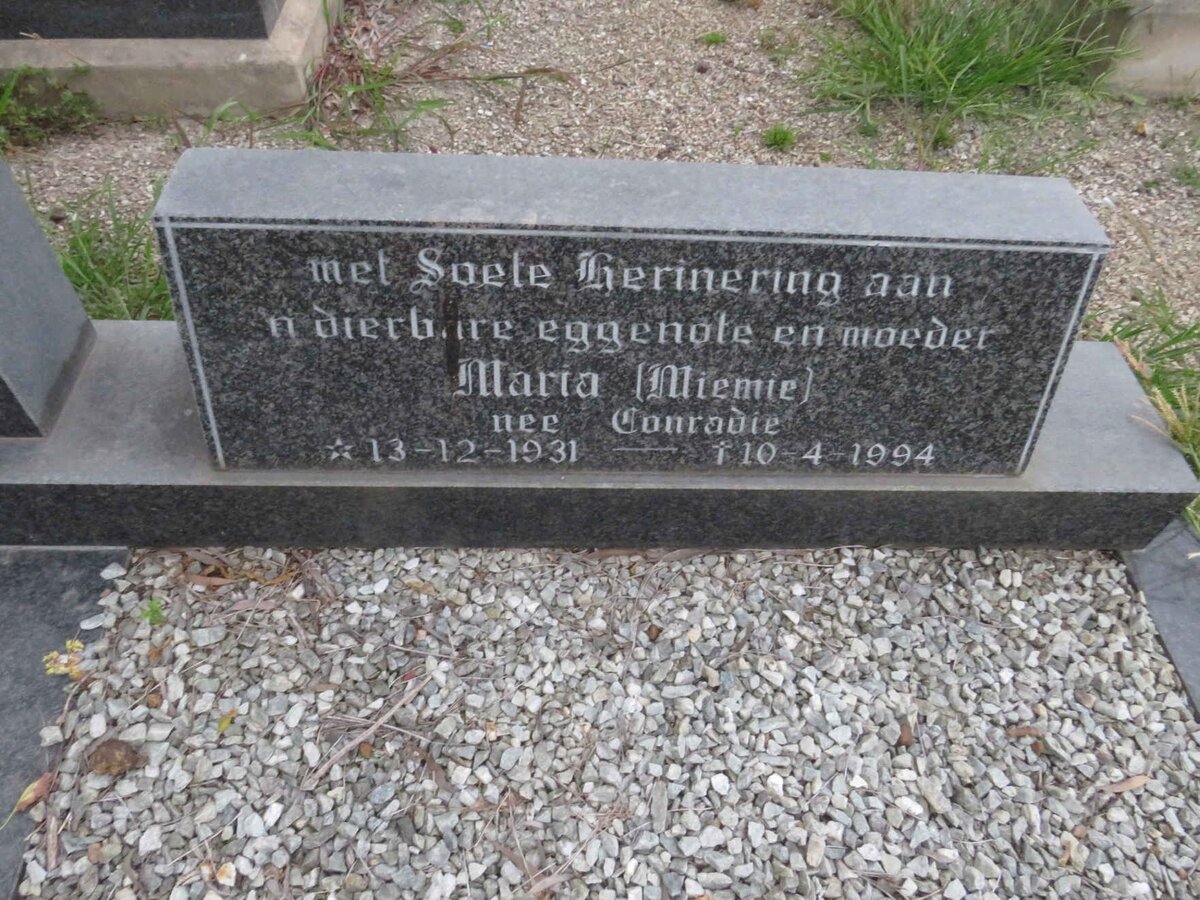 met Soete Herinering aan
'n dierbare eggenote en moeder
Maria (Miemie)
nee Conradie
☆ 13-12-1931 — †10-4-1994